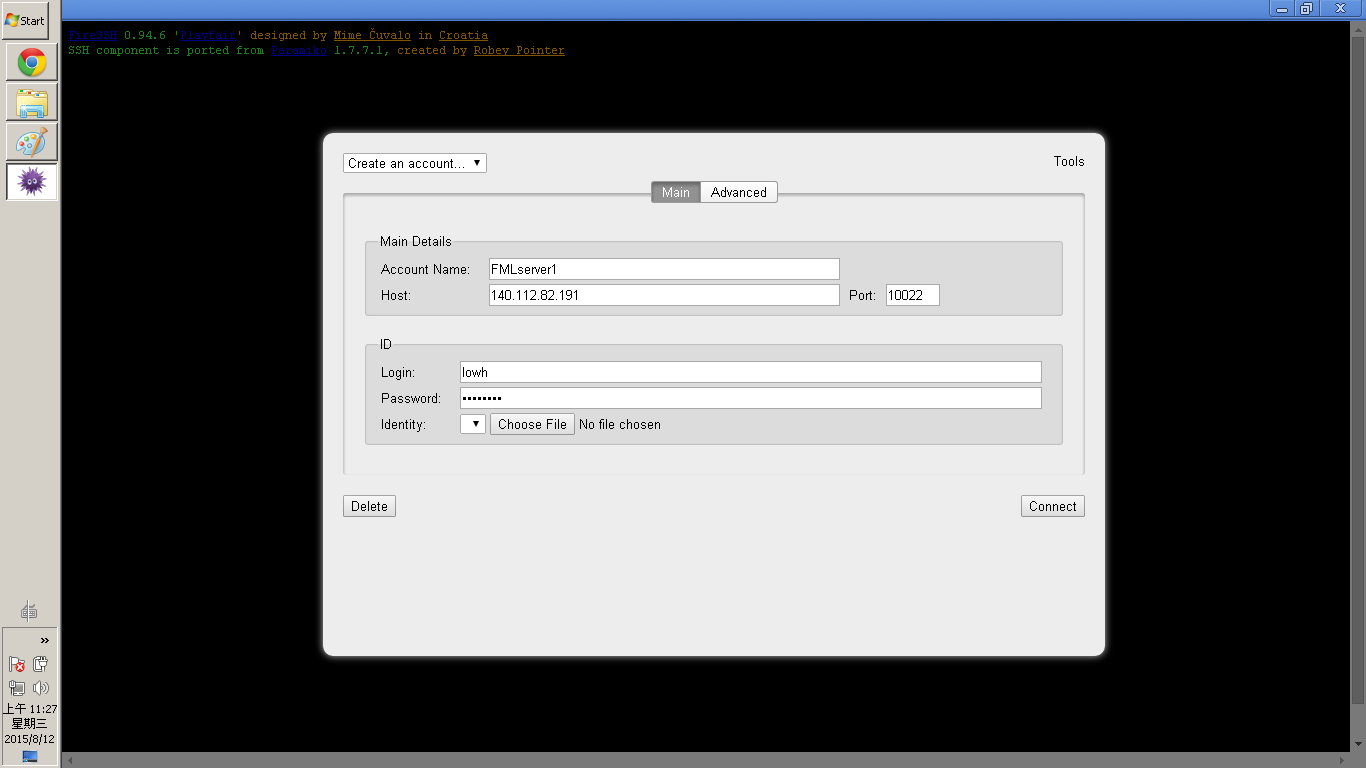 Start
FireSSH 0.94.6 'Playfair' designed by Mime Čuvalo in Croatia
SSH component is ported from Paramiko 1.7.7.1, created by Robey Pointer
Create an account...
Tools
Main Advanced
Main Details
Account Name: FMLserver1
Host: 140.112.82.191 Port: 10022
ID
Login: lowh
Password: ••••••••
Identity: Choose File No file chosen
Delete Connect
»
上午 11:27
星期三
2015/8/12